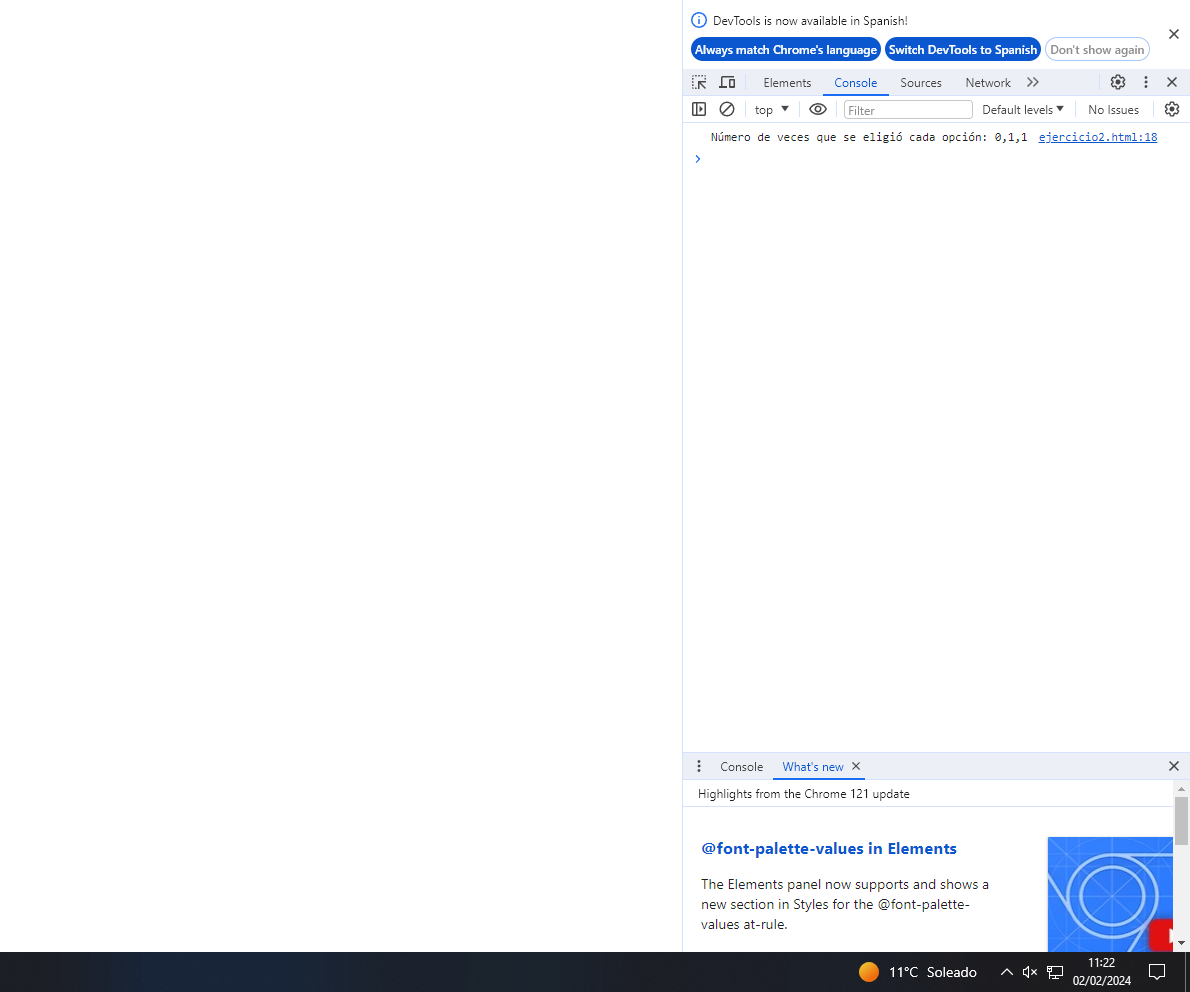 DevTools is now available in Spanish!
Always match Chrome's language Switch DevTools to Spanish Don't show again
Elements Console Sources Network
top Filter Default levels No Issues
Número de veces que se eligió cada opción: 0,1,1 ejercicio2.html:18
Console What's new
Highlights from the Chrome 121 update
@font-palette-values in Elements
The Elements panel now supports and shows a
new section in Styles for the @font-palette-
values at-rule.
11°C Soleado
11:22
02/02/2024